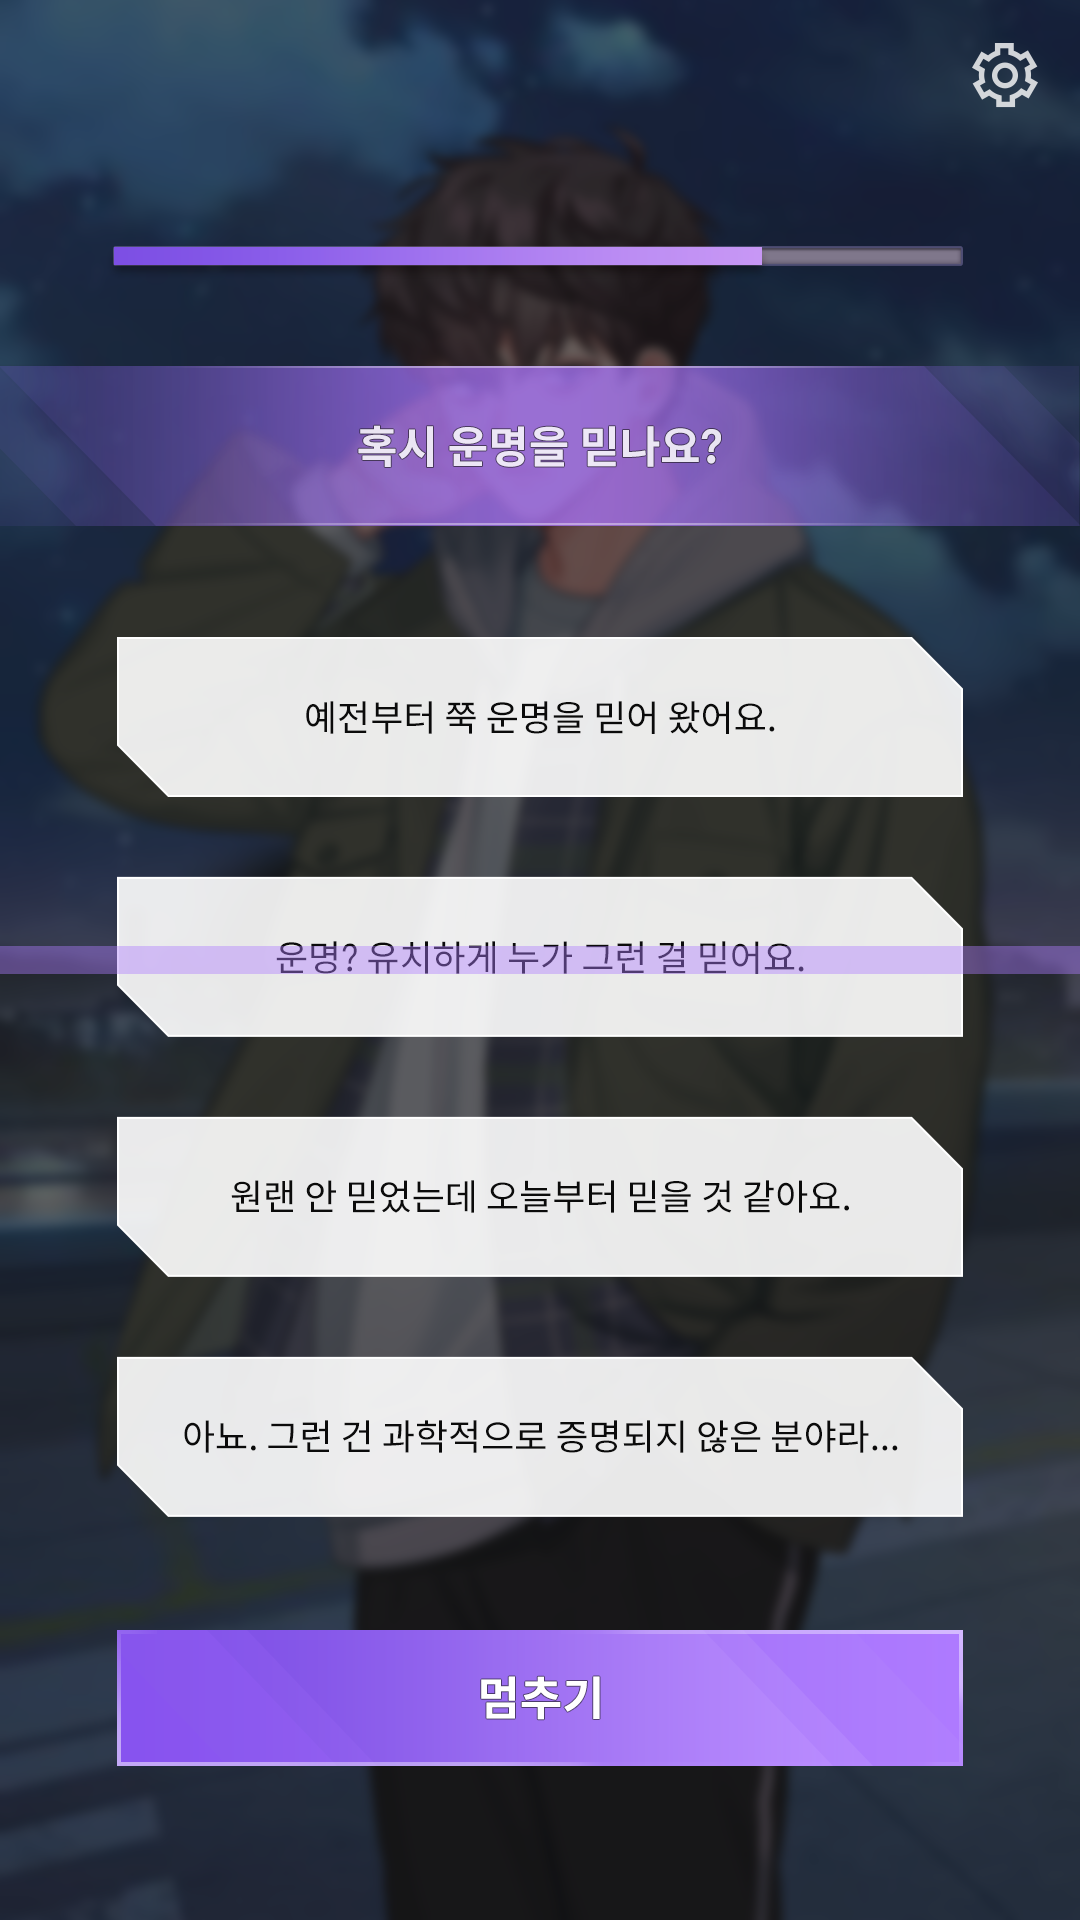 혹시 운명을 믿나요?
예전부터 쭉 운명을 믿어 왔어요.
운명? 유치하게 누가 그런 걸 믿어요.
원랜 안 믿었는데 오늘부터 믿을 것 같아요.
아뇨. 그런 건 과학적으로 증명되지 않은 분야라...
멈추기